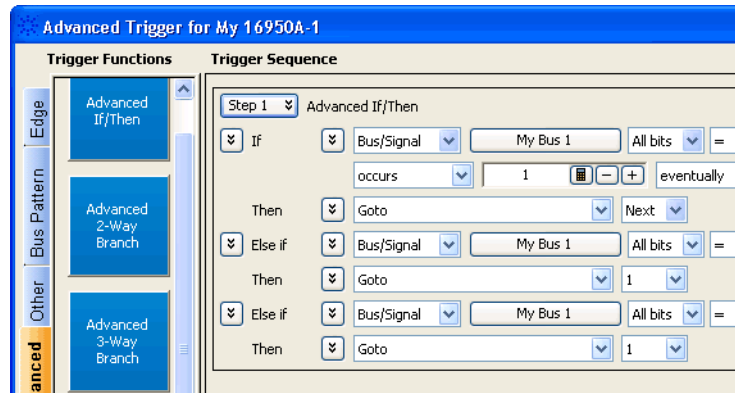 Advanced Trigger for My 16950A-1
Trigger Functions
Trigger Sequence
Edge
Bus Pattern
Other
anced
Advanced
If/Then
Advanced
2-Way
Branch
Advanced
3-Way
Branch
Step 1 Advanced If/Then
If Bus/Signal My Bus 1 All bits =
occurs 1 eventually
Then Goto Next
Else if Bus/Signal My Bus 1 All bits =
Then Goto 1
Else if Bus/Signal My Bus 1 All bits =
Then Goto 1